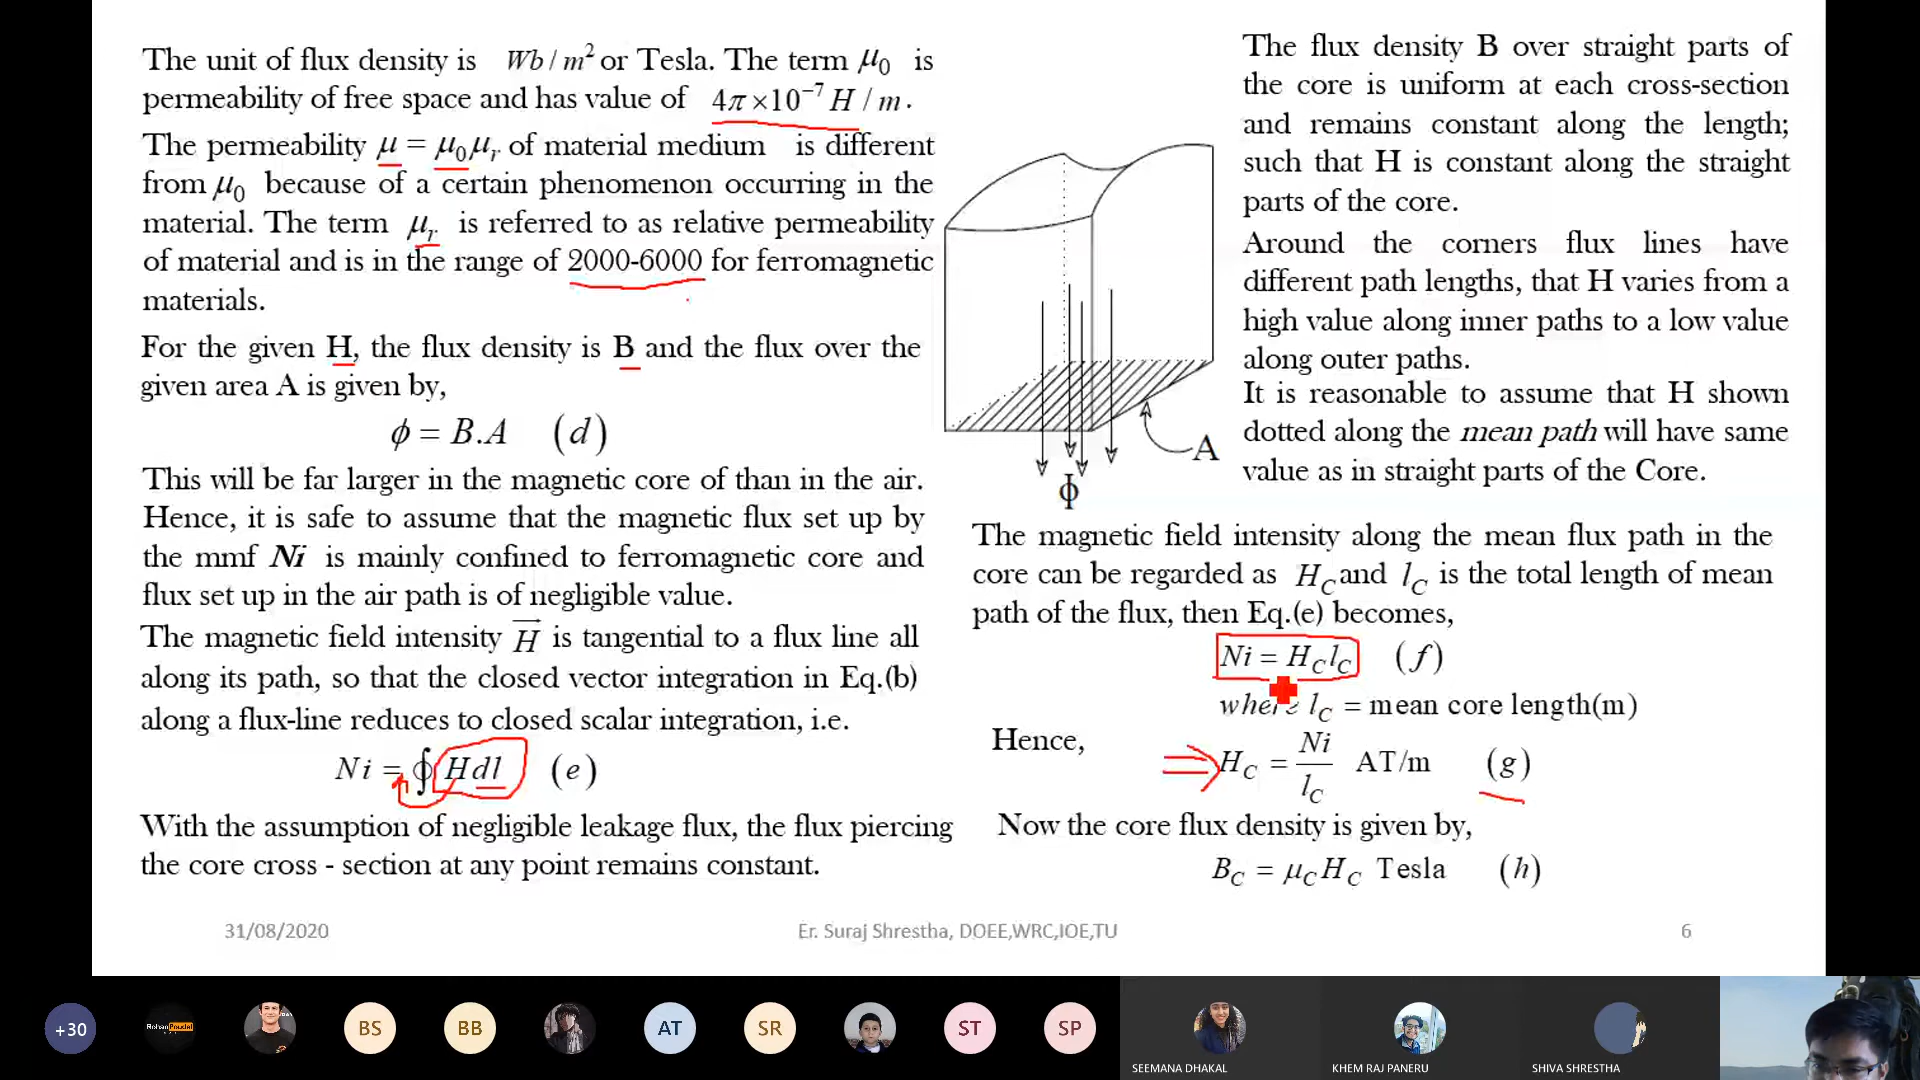 The unit of flux density is Wb / m² or Tesla. The term μ₀ is
permeability of free space and has value of 4π×10⁻⁷ H / m.
The permeability μ = μ₀μᵣ of material medium is different
from μ₀ because of a certain phenomenon occurring in the
material. The term μᵣ is referred to as relative permeability
of material and is in the range of 2000-6000 for ferromagnetic
materials.
For the given H, the flux density is B and the flux over the
given area A is given by,
ϕ = B.A (d)
This will be far larger in the magnetic core of than in the air.
Hence, it is safe to assume that the magnetic flux set up by
the mmf Ni is mainly confined to ferromagnetic core and
flux set up in the air path is of negligible value.
The magnetic field intensity H⃗ is tangential to a flux line all
along its path, so that the closed vector integration in Eq.(b)
along a flux-line reduces to closed scalar integration, i.e.
Ni = ∮ Hdl (e)
With the assumption of negligible leakage flux, the flux piercing
the core cross - section at any point remains constant.
A
ϕ
The flux density B over straight parts of
the core is uniform at each cross-section
and remains constant along the length;
such that H is constant along the straight
parts of the core.
Around the corners flux lines have
different path lengths, that H varies from a
high value along inner paths to a low value
along outer paths.
It is reasonable to assume that H shown
dotted along the mean path will have same
value as in straight parts of the Core.
The magnetic field intensity along the mean flux path in the
core can be regarded as H_C and l_C is the total length of mean
path of the flux, then Eq.(e) becomes,
Ni = H_C l_C (f)
where l_C = mean core length(m)
Hence,
H_C = Ni / l_C AT/m (g)
Now the core flux density is given by,
B_C = μ_C H_C Tesla (h)
31/08/2020
Er. Suraj Shrestha, DOEE,WRC,IOE,TU
6
+30
Rohan Poudel
BS
BB
AT
SR
ST
SP
SEEMANA DHAKAL
KHEM RAJ PANERU
SHIVA SHRESTHA